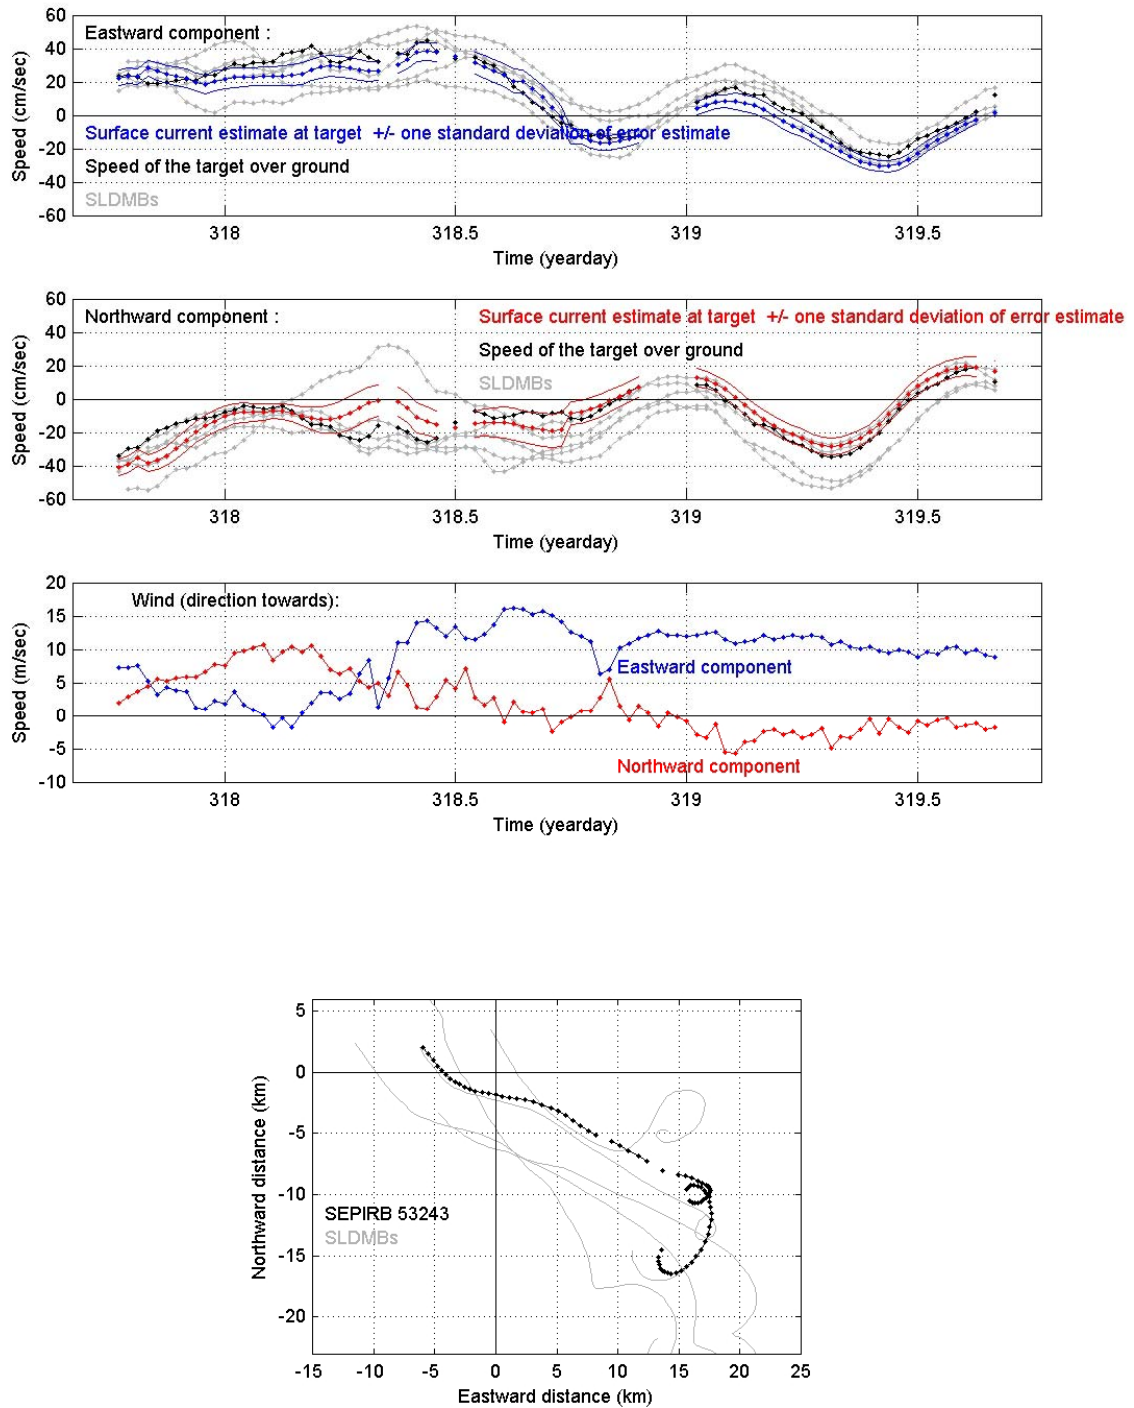 60
Eastward component :
40
20
0
Surface current estimate at target +/- one standard deviation of error estimate
-20
Speed of the target over ground
-40
SLDMBs
-60
Speed (cm/sec)
318 318.5 319 319.5
Time (yearday)
60
Northward component :
Surface current estimate at target +/- one standard deviation of error estimate
40
Speed of the target over ground
20
SLDMBs
0
-20
-40
-60
Speed (cm/sec)
318 318.5 319 319.5
Time (yearday)
20
Wind (direction towards):
15
10
Eastward component
5
0
-5
Northward component
-10
Speed (m/sec)
318 318.5 319 319.5
Time (yearday)
5
0
-5
-10
SEPIRB 53243
SLDMBs
-15
-20
Northward distance (km)
-15 -10 -5 0 5 10 15 20 25
Eastward distance (km)